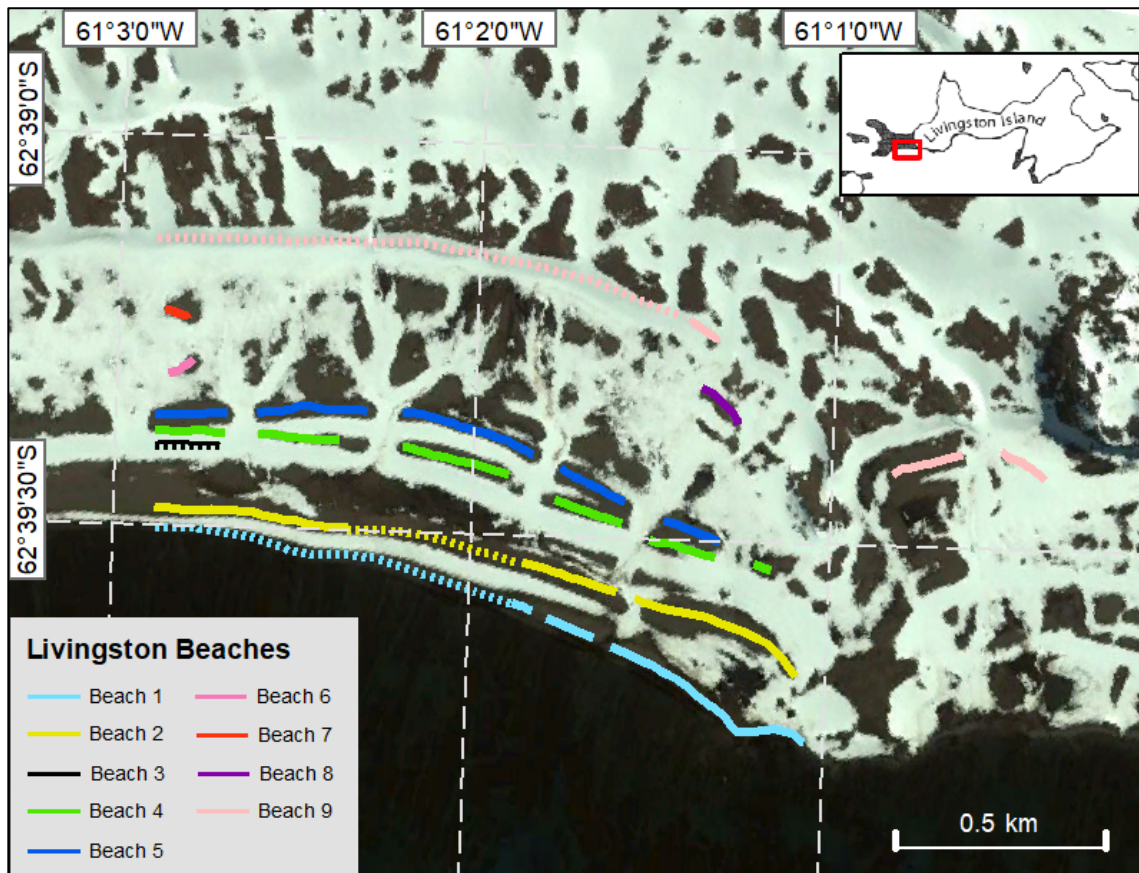 61°3'0"W
61°2'0"W
61°1'0"W
62°39'0"S
Livingston Island
62°39'30"S
Livingston Beaches
Beach 1
Beach 6
Beach 2
Beach 7
Beach 3
Beach 8
Beach 4
Beach 9
Beach 5
0.5 km